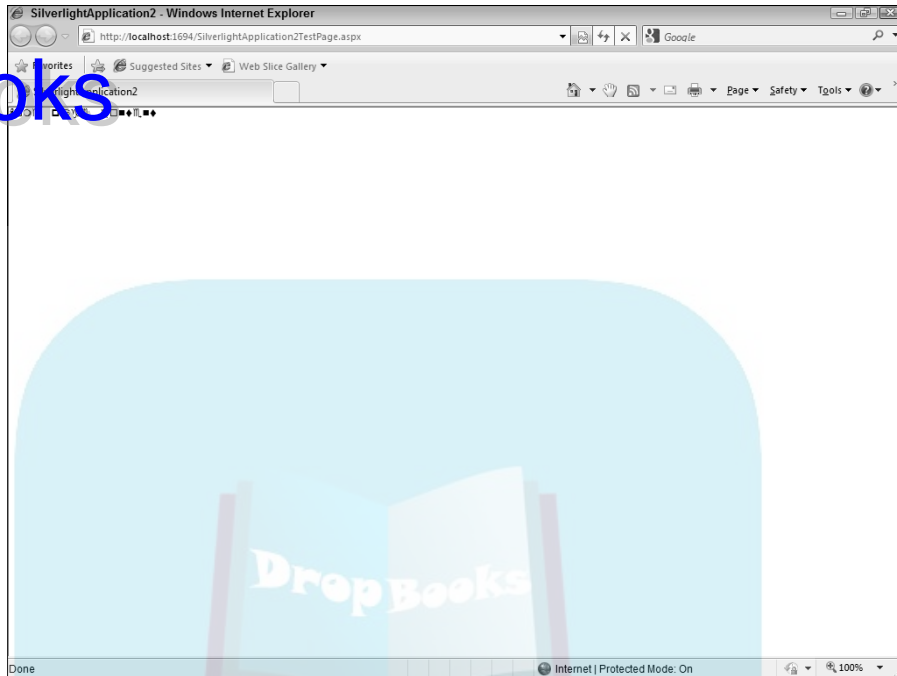 SilverlightApplication2 - Windows Internet Explorer
http://localhost:1694/SilverlightApplication2TestPage.aspx
Google
Suggested Sites
Web Slice Gallery
oks
Page
Safety
Tools
DropBooks
Done
Internet | Protected Mode: On
100%